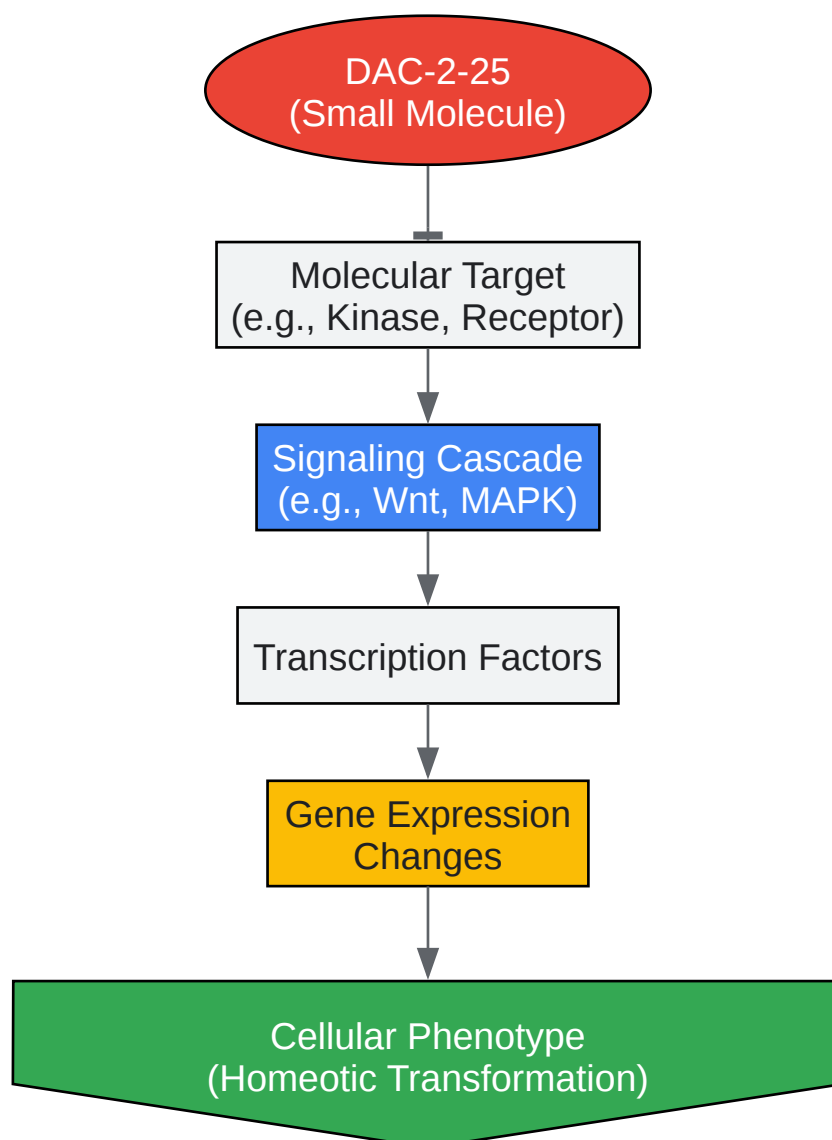 DAC-2-25
(Small Molecule)
Molecular Target
(e.g., Kinase, Receptor)
Signaling Cascade
(e.g., Wnt, MAPK)
Transcription Factors
Gene Expression
Changes
Cellular Phenotype
(Homeotic Transformation)